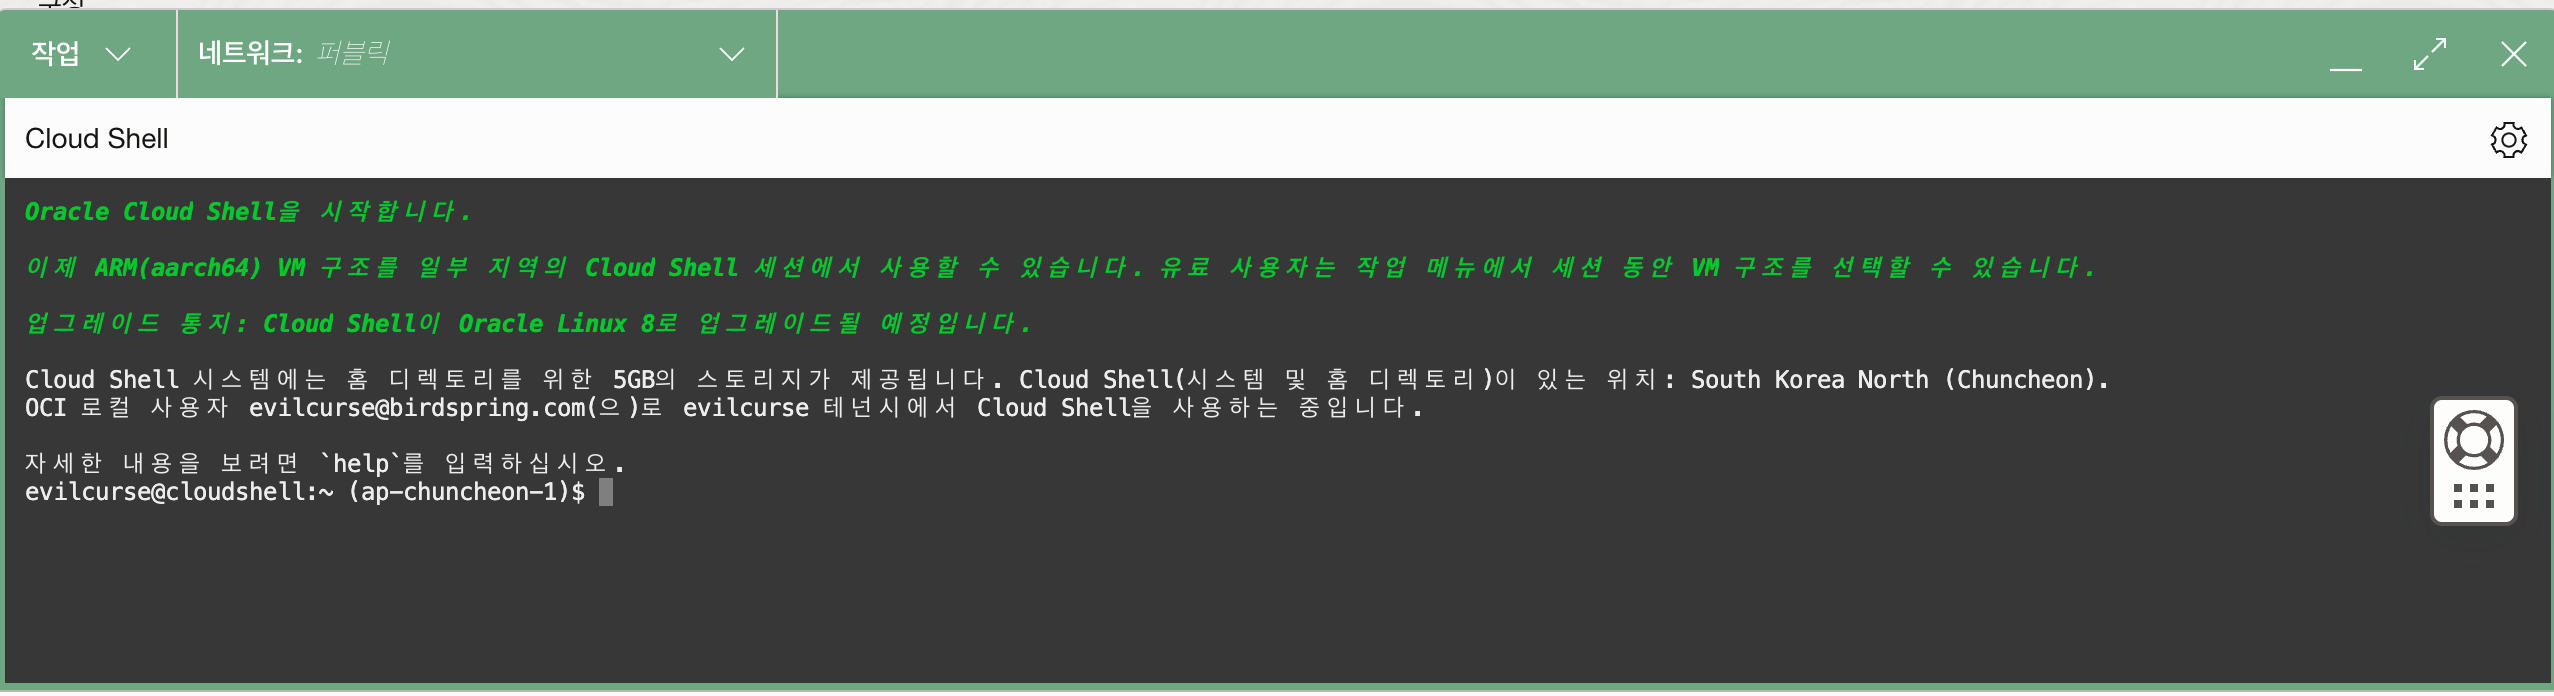 작업
네트워크: 퍼블릭
Cloud Shell
Oracle Cloud Shell을 시작합니다.
이제 ARM(aarch64) VM 구조를 일부 지역의 Cloud Shell 세션에서 사용할 수 있습니다. 유료 사용자는 작업 메뉴에서 세션 동안 VM 구조를 선택할 수 있습니다.
업그레이드 통지: Cloud Shell이 Oracle Linux 8로 업그레이드될 예정입니다.
Cloud Shell 시스템에는 홈 디렉토리를 위한 5GB의 스토리지가 제공됩니다. Cloud Shell(시스템 및 홈 디렉토리)이 있는 위치: South Korea North (Chuncheon).
OCI 로컬 사용자 evilcurse@birdspring.com(으)로 evilcurse 테넌시에서 Cloud Shell을 사용하는 중입니다.
자세한 내용을 보려면 `help`를 입력하십시오.
evilcurse@cloudshell:~ (ap-chuncheon-1)$